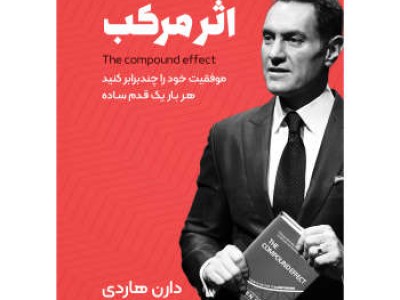 اثر مرکب
The compound effect
موفقیت خود را چندبرابر کنید
هر بار یک قدم ساده
THE
COMPOUND EFFECT
دارن هاردی